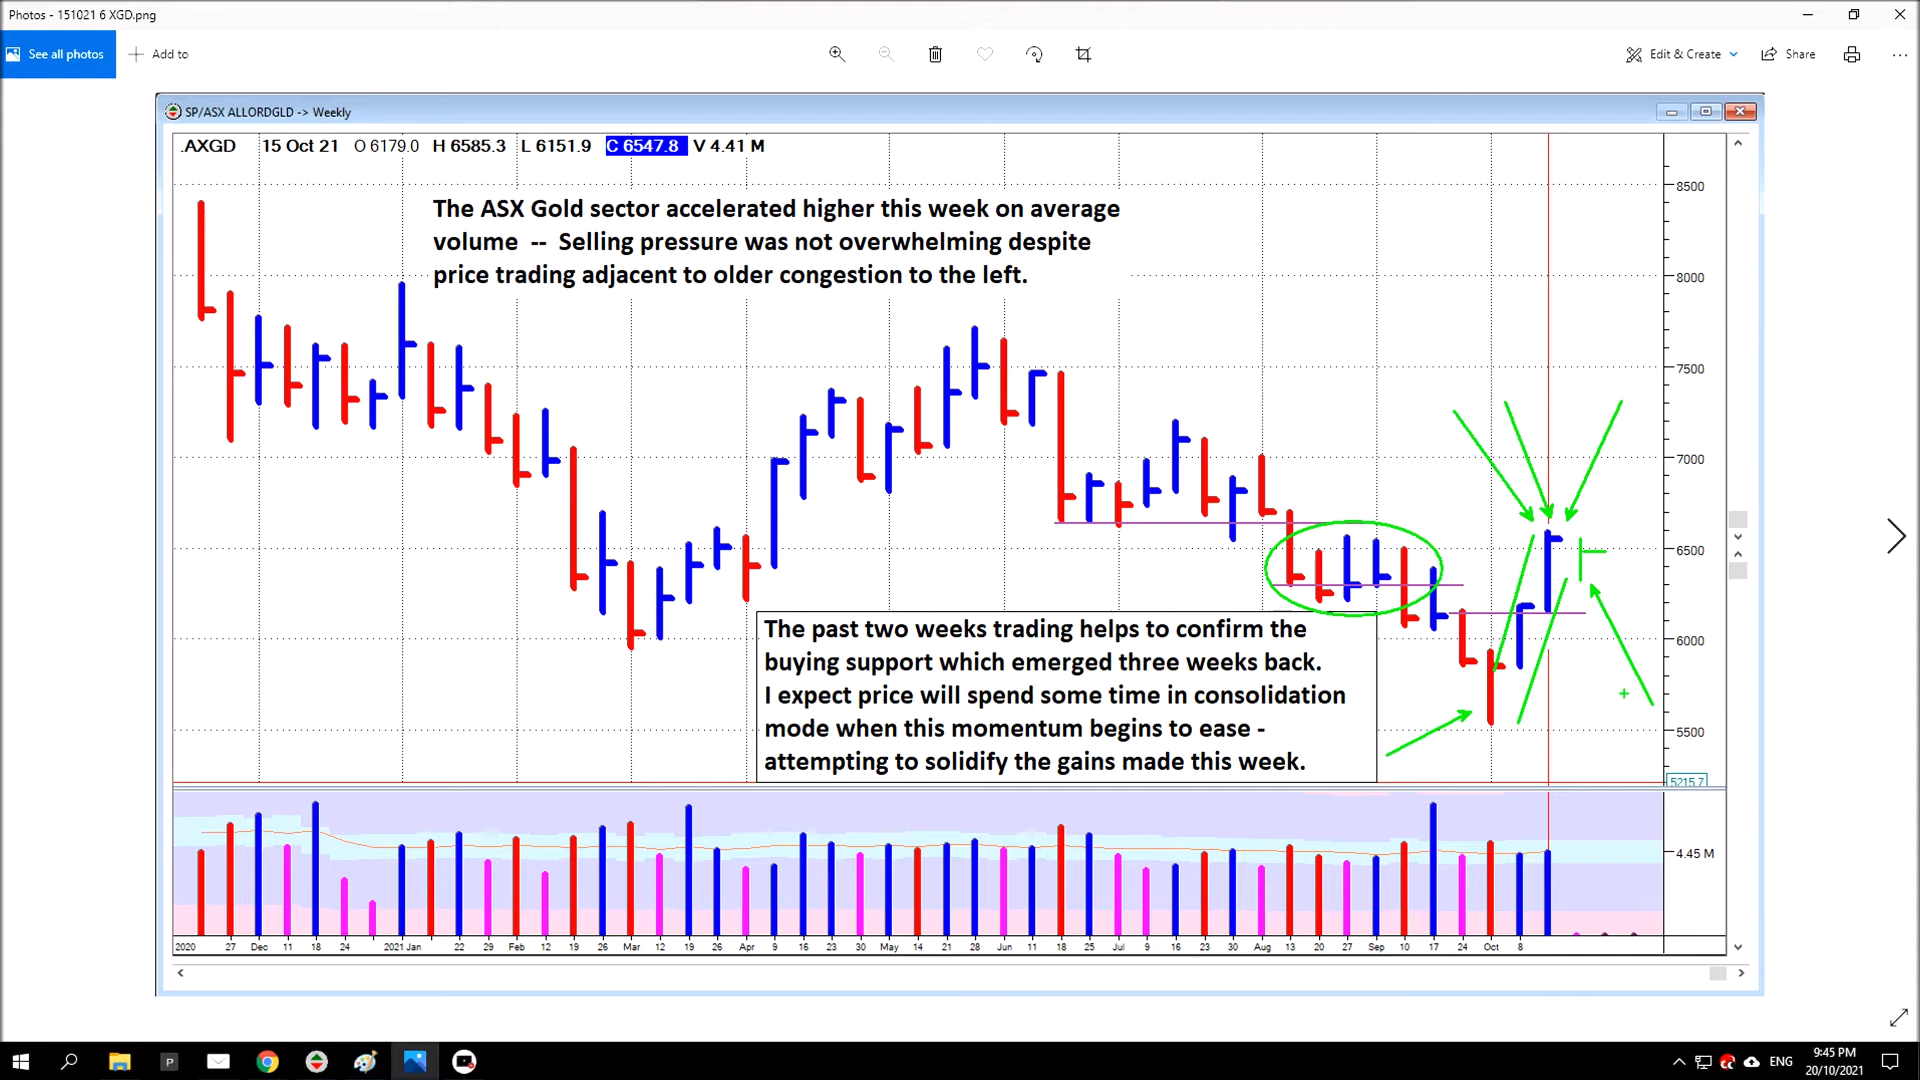 Photos - 151021 6 XGD.png
See all photos
Add to
Edit & Create
Share
SP/ASX ALLORDGLD -> Weekly
.AXGD 15 Oct 21 O 6179.0 H 6585.3 L 6151.9 C 6547.8 V 4.41 M
The ASX Gold sector accelerated higher this week on average
volume -- Selling pressure was not overwhelming despite
price trading adjacent to older congestion to the left.
8500
8000
7500
7000
6500
6000
5500
5215.7
The past two weeks trading helps to confirm the
buying support which emerged three weeks back.
I expect price will spend some time in consolidation
mode when this momentum begins to ease -
attempting to solidify the gains made this week.
4.45 M
2020 27 Dec 11 18 24 2021 Jan 22 29 Feb 12 19 26 Mar 12 19 26 Apr 9 16 23 30 May 14 21 28 Jun 11 18 25 Jul 9 16 23 30 Aug 13 20 27 Sep 10 17 24 Oct 8
P
ENG
9:45 PM
20/10/2021